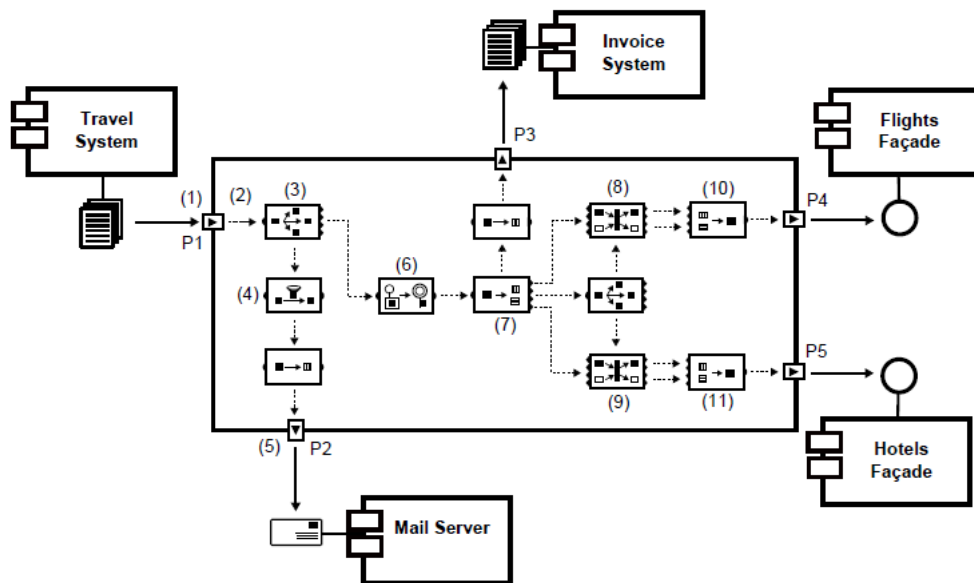 Invoice
System
Travel
System
Flights
Façade
P3
(1)
(2)
(3)
(8)
(10)
P4
P1
(6)
(4)
(7)
P5
(9)
(11)
(5)
P2
Hotels
Façade
Mail Server